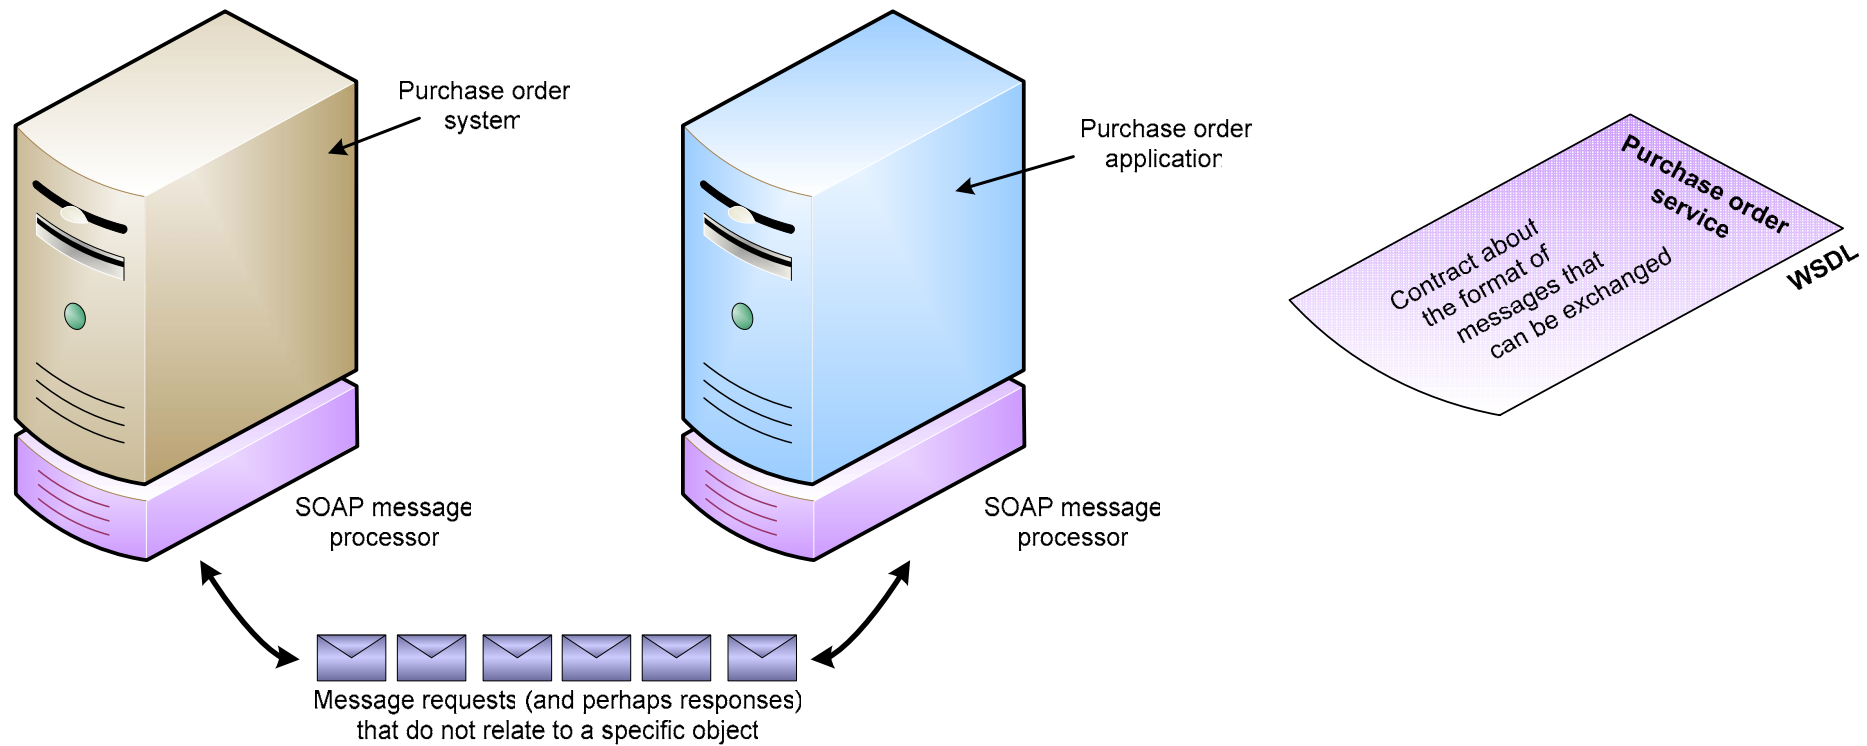 Purchase order
system
Purchase order
application
Purchase order
service
WSDL
Contract about
the format of
messages that
can be exchanged
SOAP message
processor
SOAP message
processor
Message requests (and perhaps responses)
that do not relate to a specific object